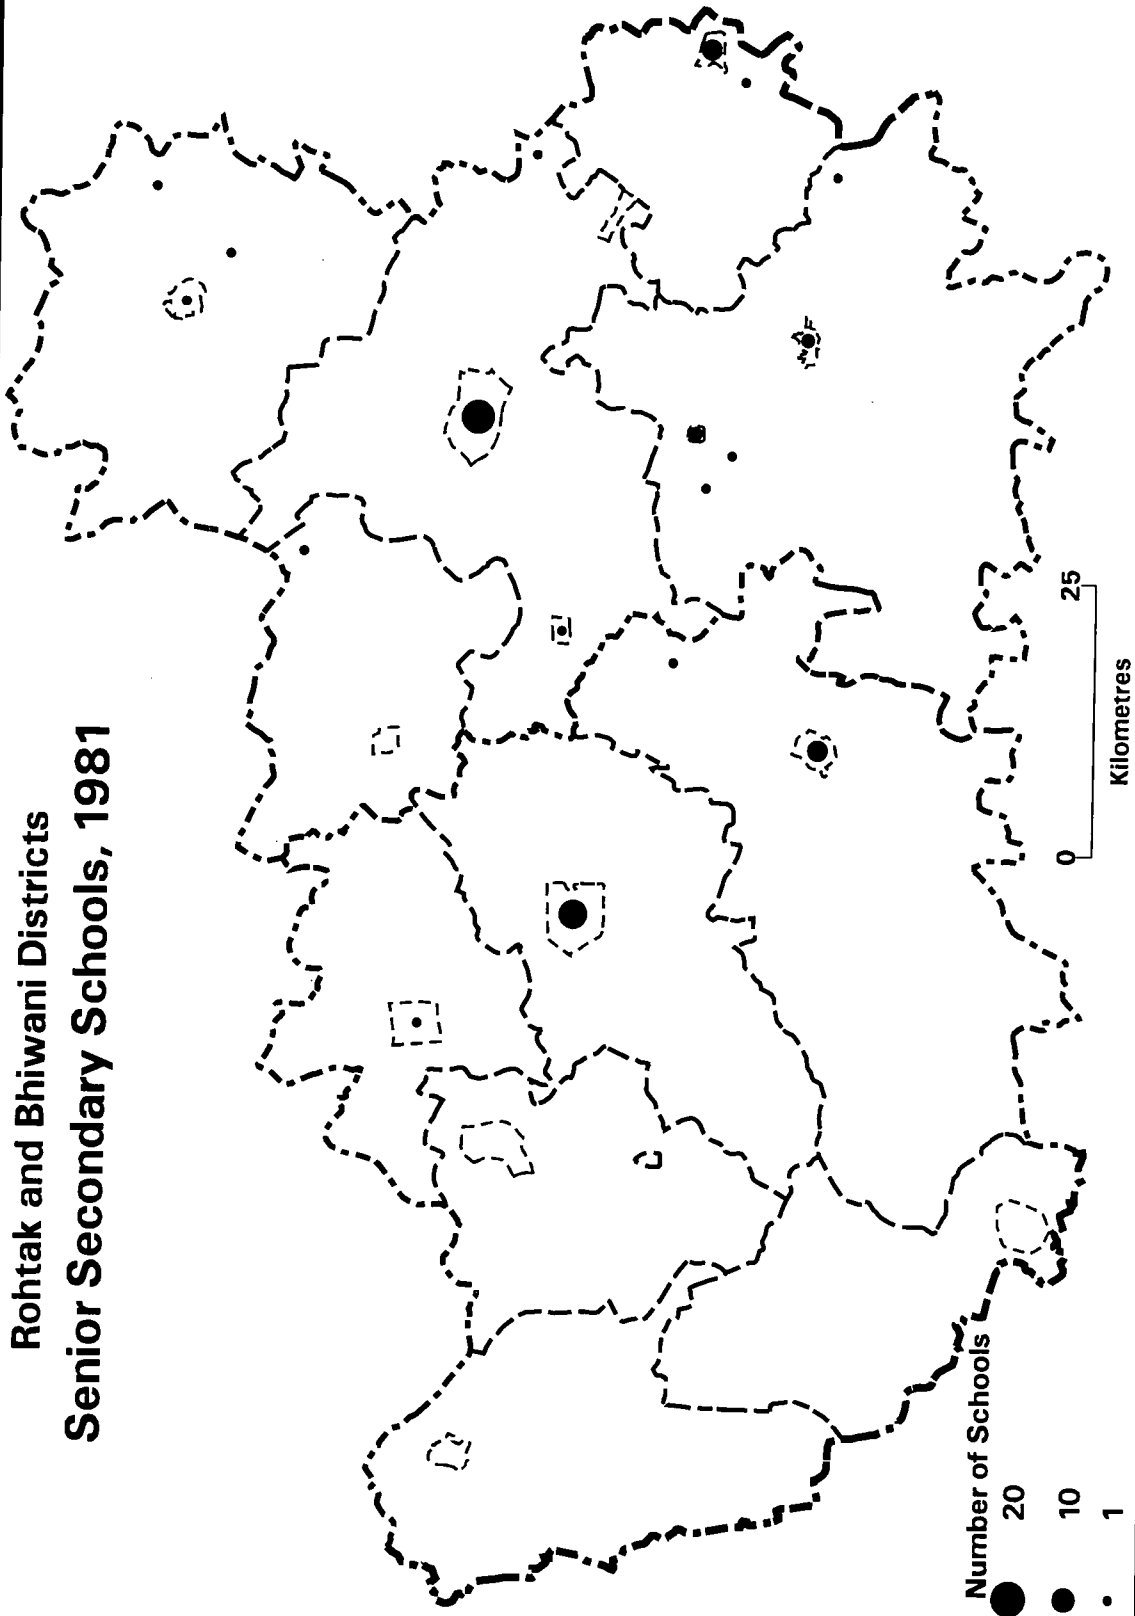 Rohtak and Bhiwani Districts
Senior Secondary Schools, 1981
Number of Schools
20
10
1
0 25
Kilometres